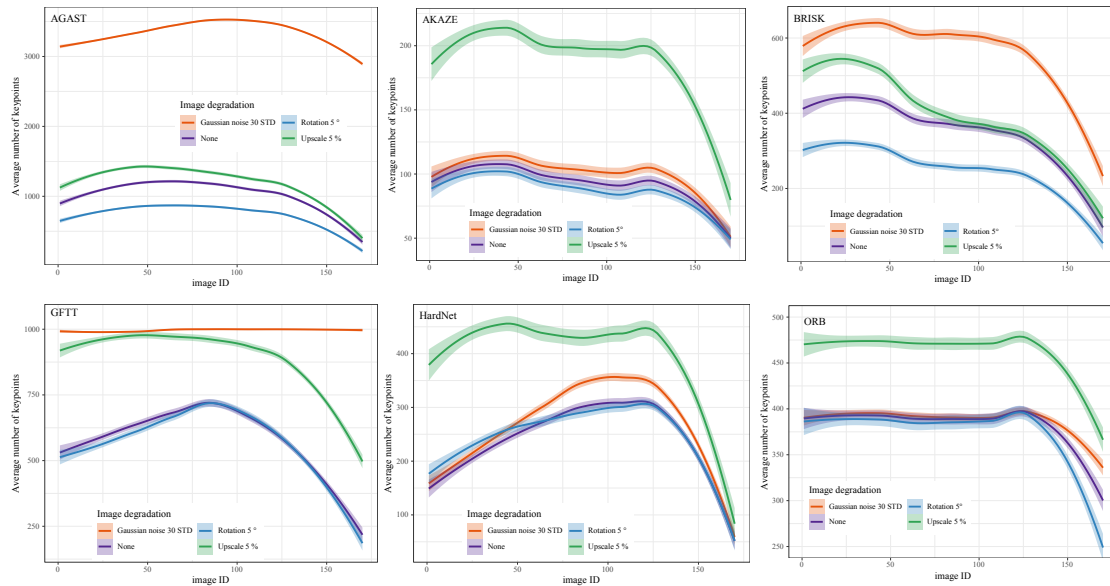 AGAST
Average number of keypoints
3500
2500
1500
1000
500
Image degradation
Gaussian noise 30 STD
Rotation 5 °
None
Upscale 5 %
0
50
100
150
image ID
AKAZE
Average number of keypoints
200
150
100
50
Image degradation
Gaussian noise 30 STD
Rotation 5°
None
Upscale 5 %
0
50
100
150
image ID
BRISK
Average number of keypoints
600
400
200
Image degradation
Gaussian noise 30 STD
Rotation 5°
None
Upscale 5 %
0
50
100
150
image ID
GFTT
Average number of keypoints
1000
750
500
250
Image degradation
Gaussian noise 30 STD
Rotation 5 °
None
Upscale 5 %
0
50
100
150
image ID
HardNet
Average number of keypoints
400
300
200
100
Image degradation
Gaussian noise 30 STD
Rotation 5 °
None
Upscale 5 %
0
50
100
150
image ID
ORB
Average number of keypoints
500
450
400
350
300
250
Image degradation
Gaussian noise 30 STD
Rotation 5 °
None
Upscale 5 %
0
50
100
150
image ID